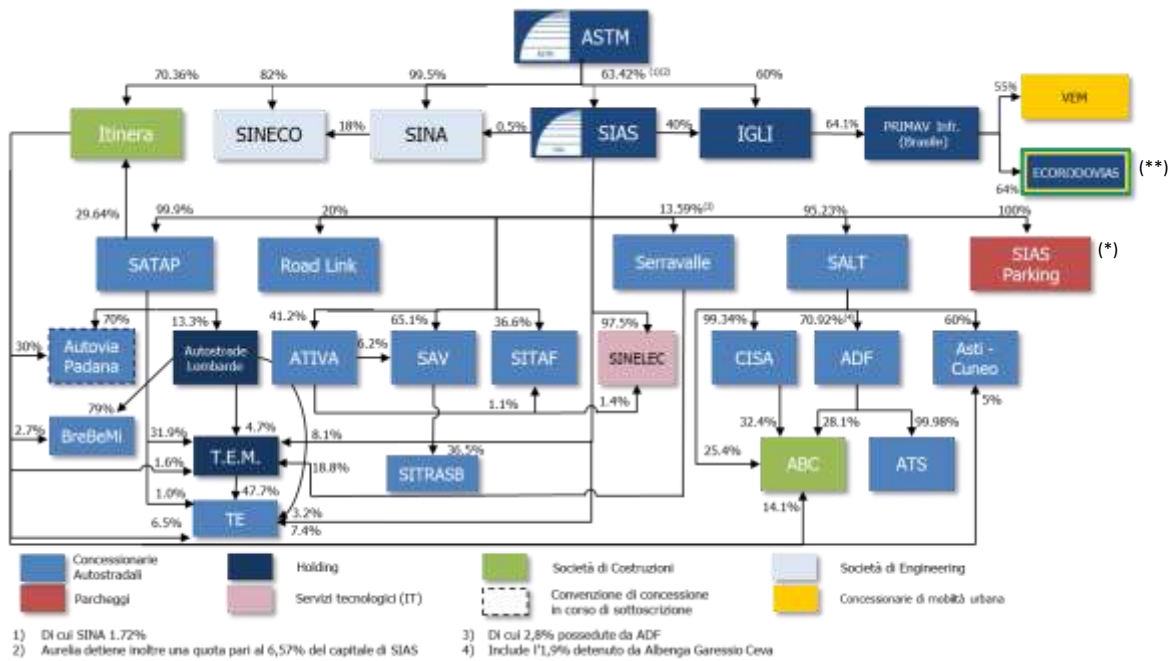 ASTM
70.36%
82%
99.5%
63.42% (1)(2)
60%
Itinera
SINECO
18%
SINA
0.5%
SIAS
40%
IGLI
64.1%
PRIMAV Infr.
(Brasile)
55%
VEM
64%
ECORODOVIAS
(**)
29.64%
99.9%
20%
13.59%(3)
95.23%
100%
SATAP
Road Link
Serravalle
SALT
SIAS
Parking
(*)
70%
13.3%
41.2%
65.1%
36.6%
97.5%
99.34%
70.92%(4)
60%
30%
Autovia
Padana
Autostrade
Lombarde
ATIVA
6.2%
SAV
SITAF
SINELEC
CISA
ADF
Asti -
Cuneo
79%
1.1%
1.4%
5%
2.7%
BreBeMi
31.9%
4.7%
8.1%
36.5%
32.4%
28.1%
99.98%
1.6%
T.E.M.
18.8%
SITRASB
25.4%
ABC
ATS
1.0%
47.7%
14.1%
6.5%
TE
3.2%
7.4%
Concessionarie
Autostradali
Holding
Società di Costruzioni
Società di Engineering
Parcheggi
Servizi tecnologici (IT)
Convenzione di concessione
in corso di sottoscrizione
Concessionarie di mobilità urbana
1) Di cui SINA 1.72%
2) Aurelia detiene inoltre una quota pari al 6,57% del capitale di SIAS
3) Di cui 2,8% possedute da ADF
4) Include l'1,9% detenuto da Albenga Garessio Ceva